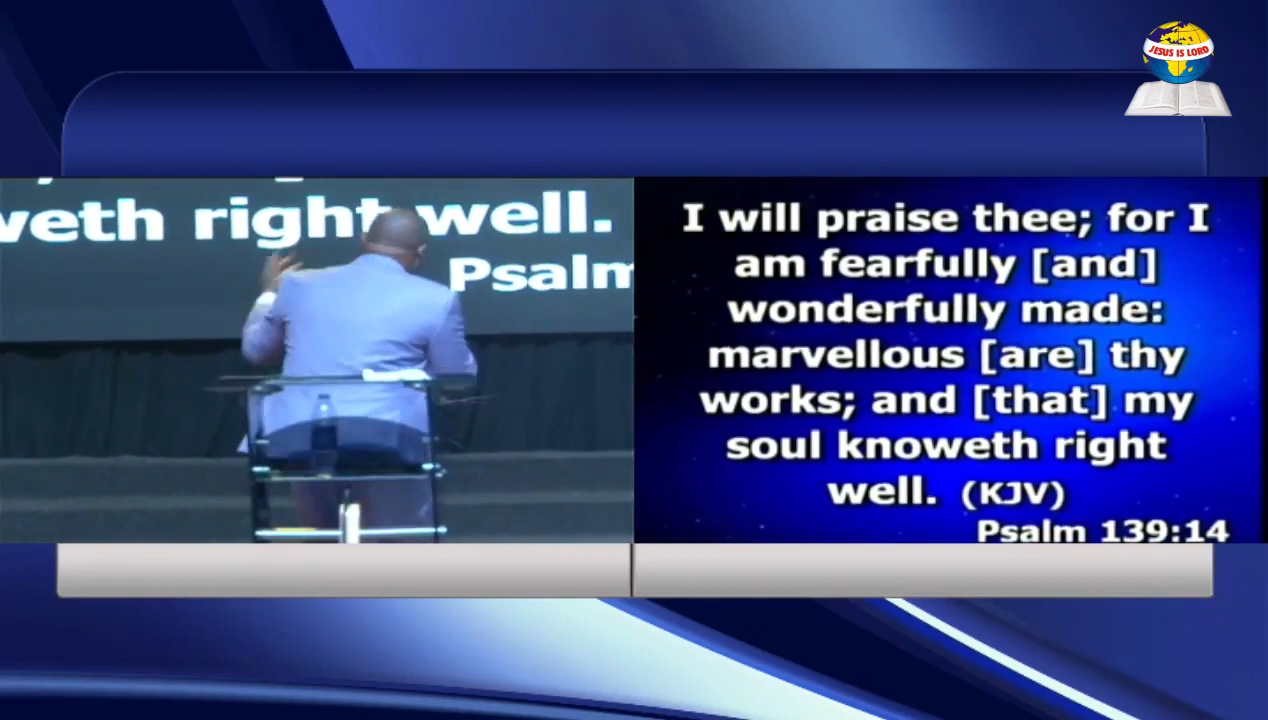 JESUS IS LORD
weth right well.
Psalm
I will praise thee; for I
am fearfully [and]
wonderfully made:
marvellous [are] thy
works; and [that] my
soul knoweth right
well. (KJV)
Psalm 139:14